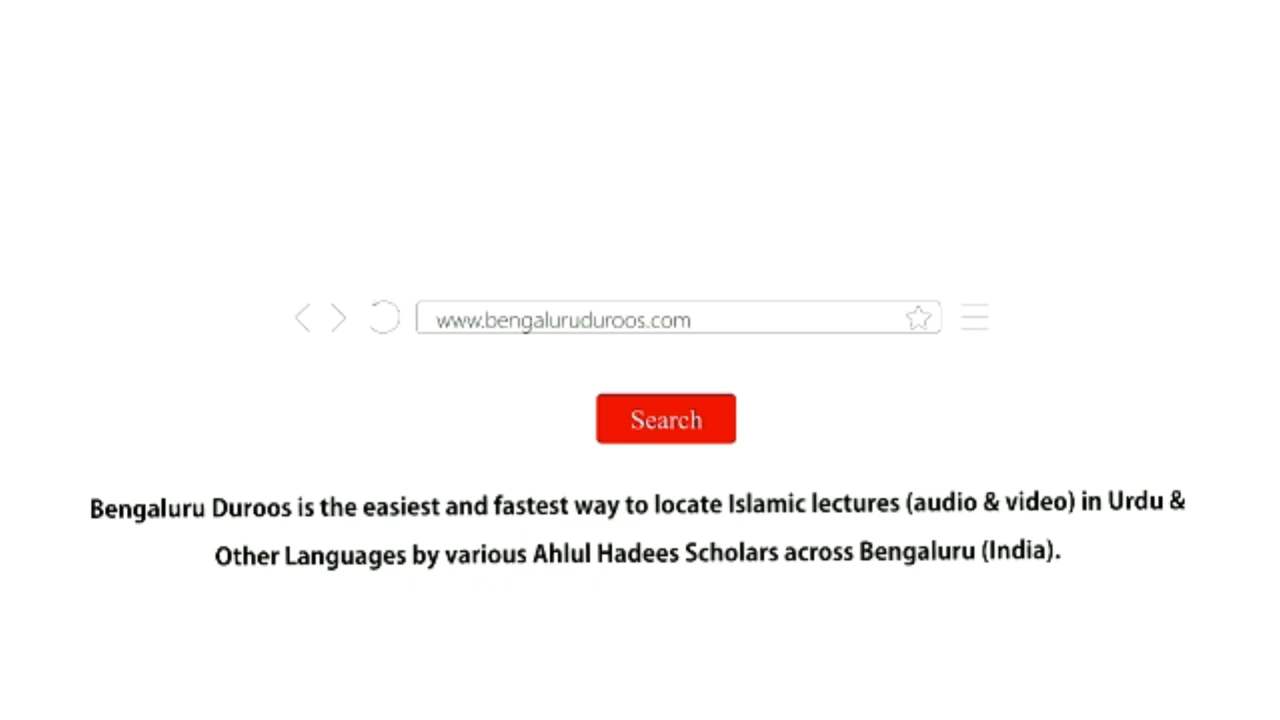 www.bengaluruduroos.com
Search
Bengaluru Duroos is the easiest and fastest way to locate Islamic lectures (audio & video) in Urdu &
Other Languages by various Ahlul Hadees Scholars across Bengaluru (India).